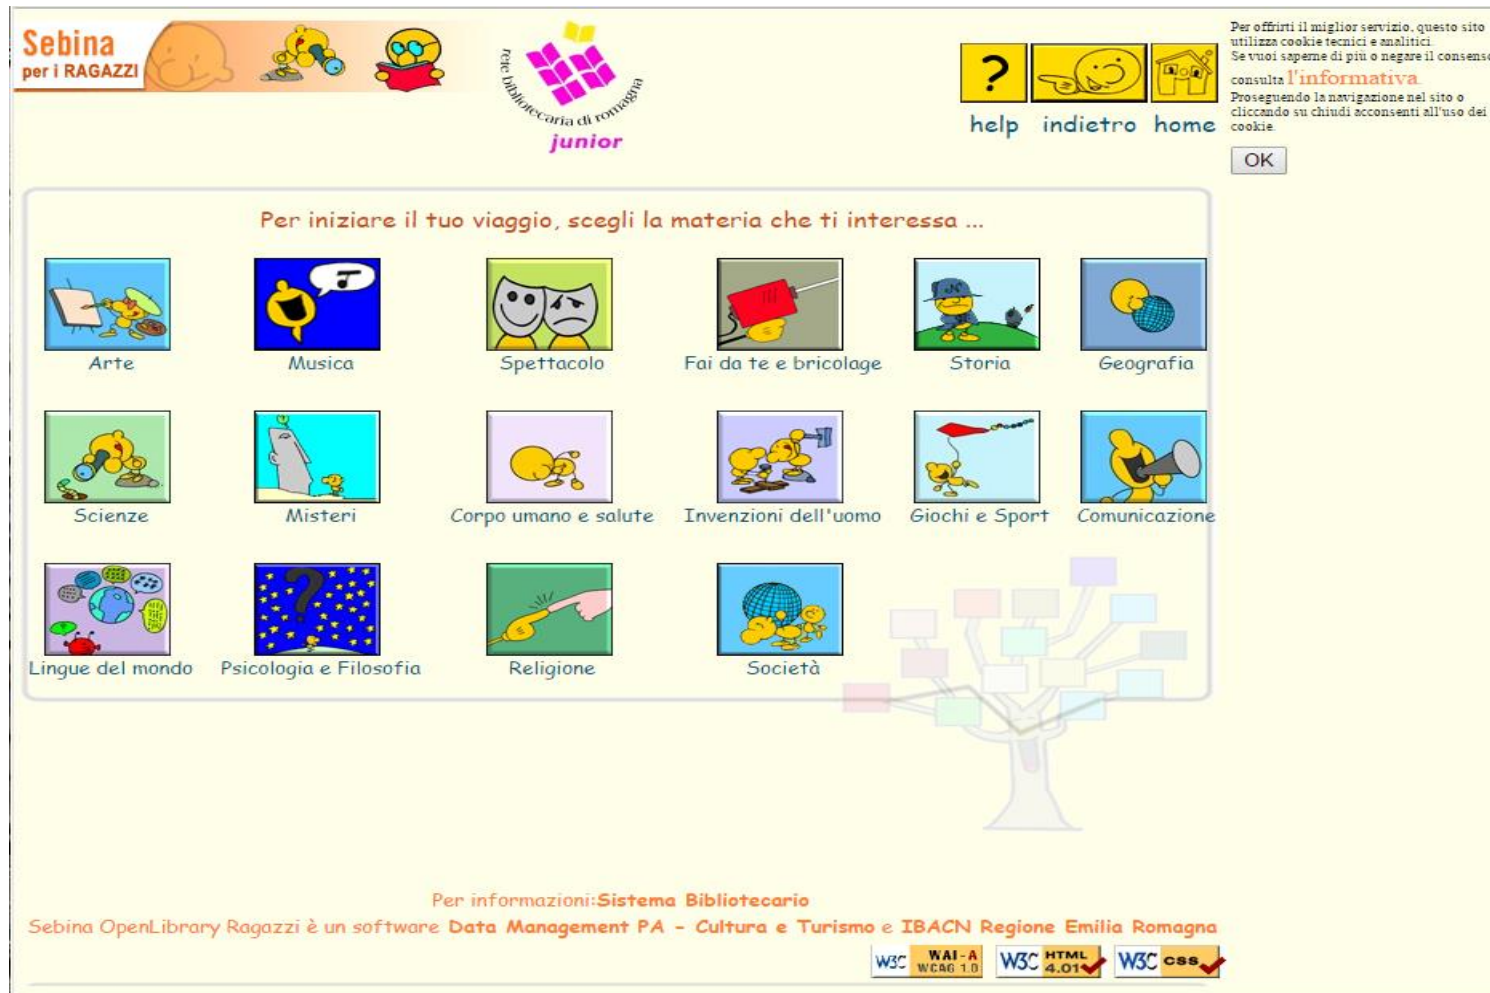 Sebina
per i RAGAZZI
rete bibliotecaria di romagna
junior
?
help indietro home
Per offrirti il miglior servizio, questo sito
utilizza cookie tecnici e analitici.
Se vuoi saperne di più o negare il consenso
consulta l'informativa.
Proseguendo la navigazione nel sito o
cliccando su chiudi acconsenti all'uso dei
cookie.
OK
Per iniziare il tuo viaggio, scegli la materia che ti interessa ...
N
Arte Musica Spettacolo Fai da te e bricolage Storia Geografia
?
Scienze Misteri Corpo umano e salute Invenzioni dell'uomo Giochi e Sport Comunicazione
? ?
Lingue del mondo Psicologia e Filosofia Religione Società
Per informazioni:Sistema Bibliotecario
Sebina OpenLibrary Ragazzi è un software Data Management PA - Cultura e Turismo e IBACN Regione Emilia Romagna
W3C WAI-A WCAG 1.0 W3C HTML 4.01 W3C css